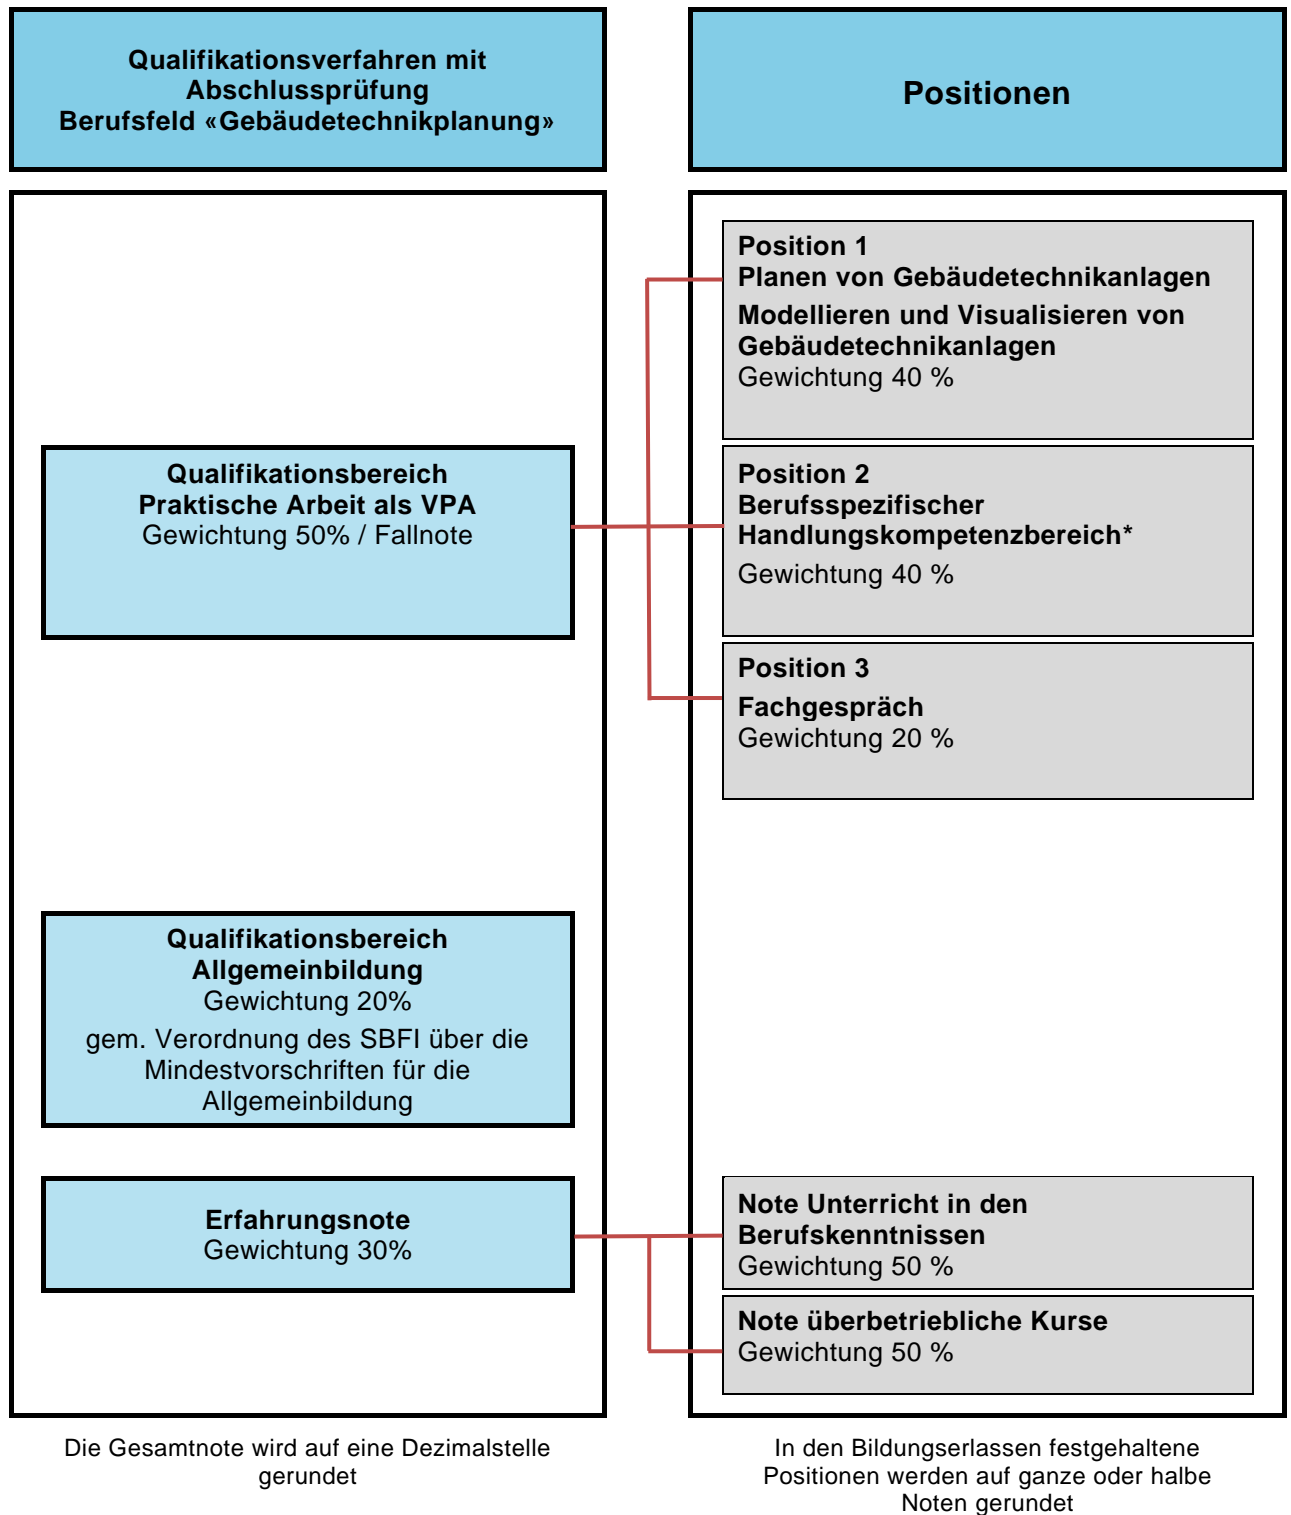 Qualifikationsverfahren mit
Abschlussprüfung
Berufsfeld «Gebäudetechnikplanung»
Positionen
Position 1
Planen von Gebäudetechnikanlagen
Modellieren und Visualisieren von
Gebäudetechnikanlagen
Gewichtung 40 %
Qualifikationsbereich
Praktische Arbeit als VPA
Gewichtung 50% / Fallnote
Position 2
Berufsspezifischer
Handlungskompetenzbereich*
Gewichtung 40 %
Position 3
Fachgespräch
Gewichtung 20 %
Qualifikationsbereich
Allgemeinbildung
Gewichtung 20%
gem. Verordnung des SBFI über die
Mindestvorschriften für die
Allgemeinbildung
Erfahrungsnote
Gewichtung 30%
Note Unterricht in den
Berufskenntnissen
Gewichtung 50 %
Note überbetriebliche Kurse
Gewichtung 50 %
Die Gesamtnote wird auf eine Dezimalstelle
gerundet
In den Bildungserlassen festgehaltene
Positionen werden auf ganze oder halbe
Noten gerundet